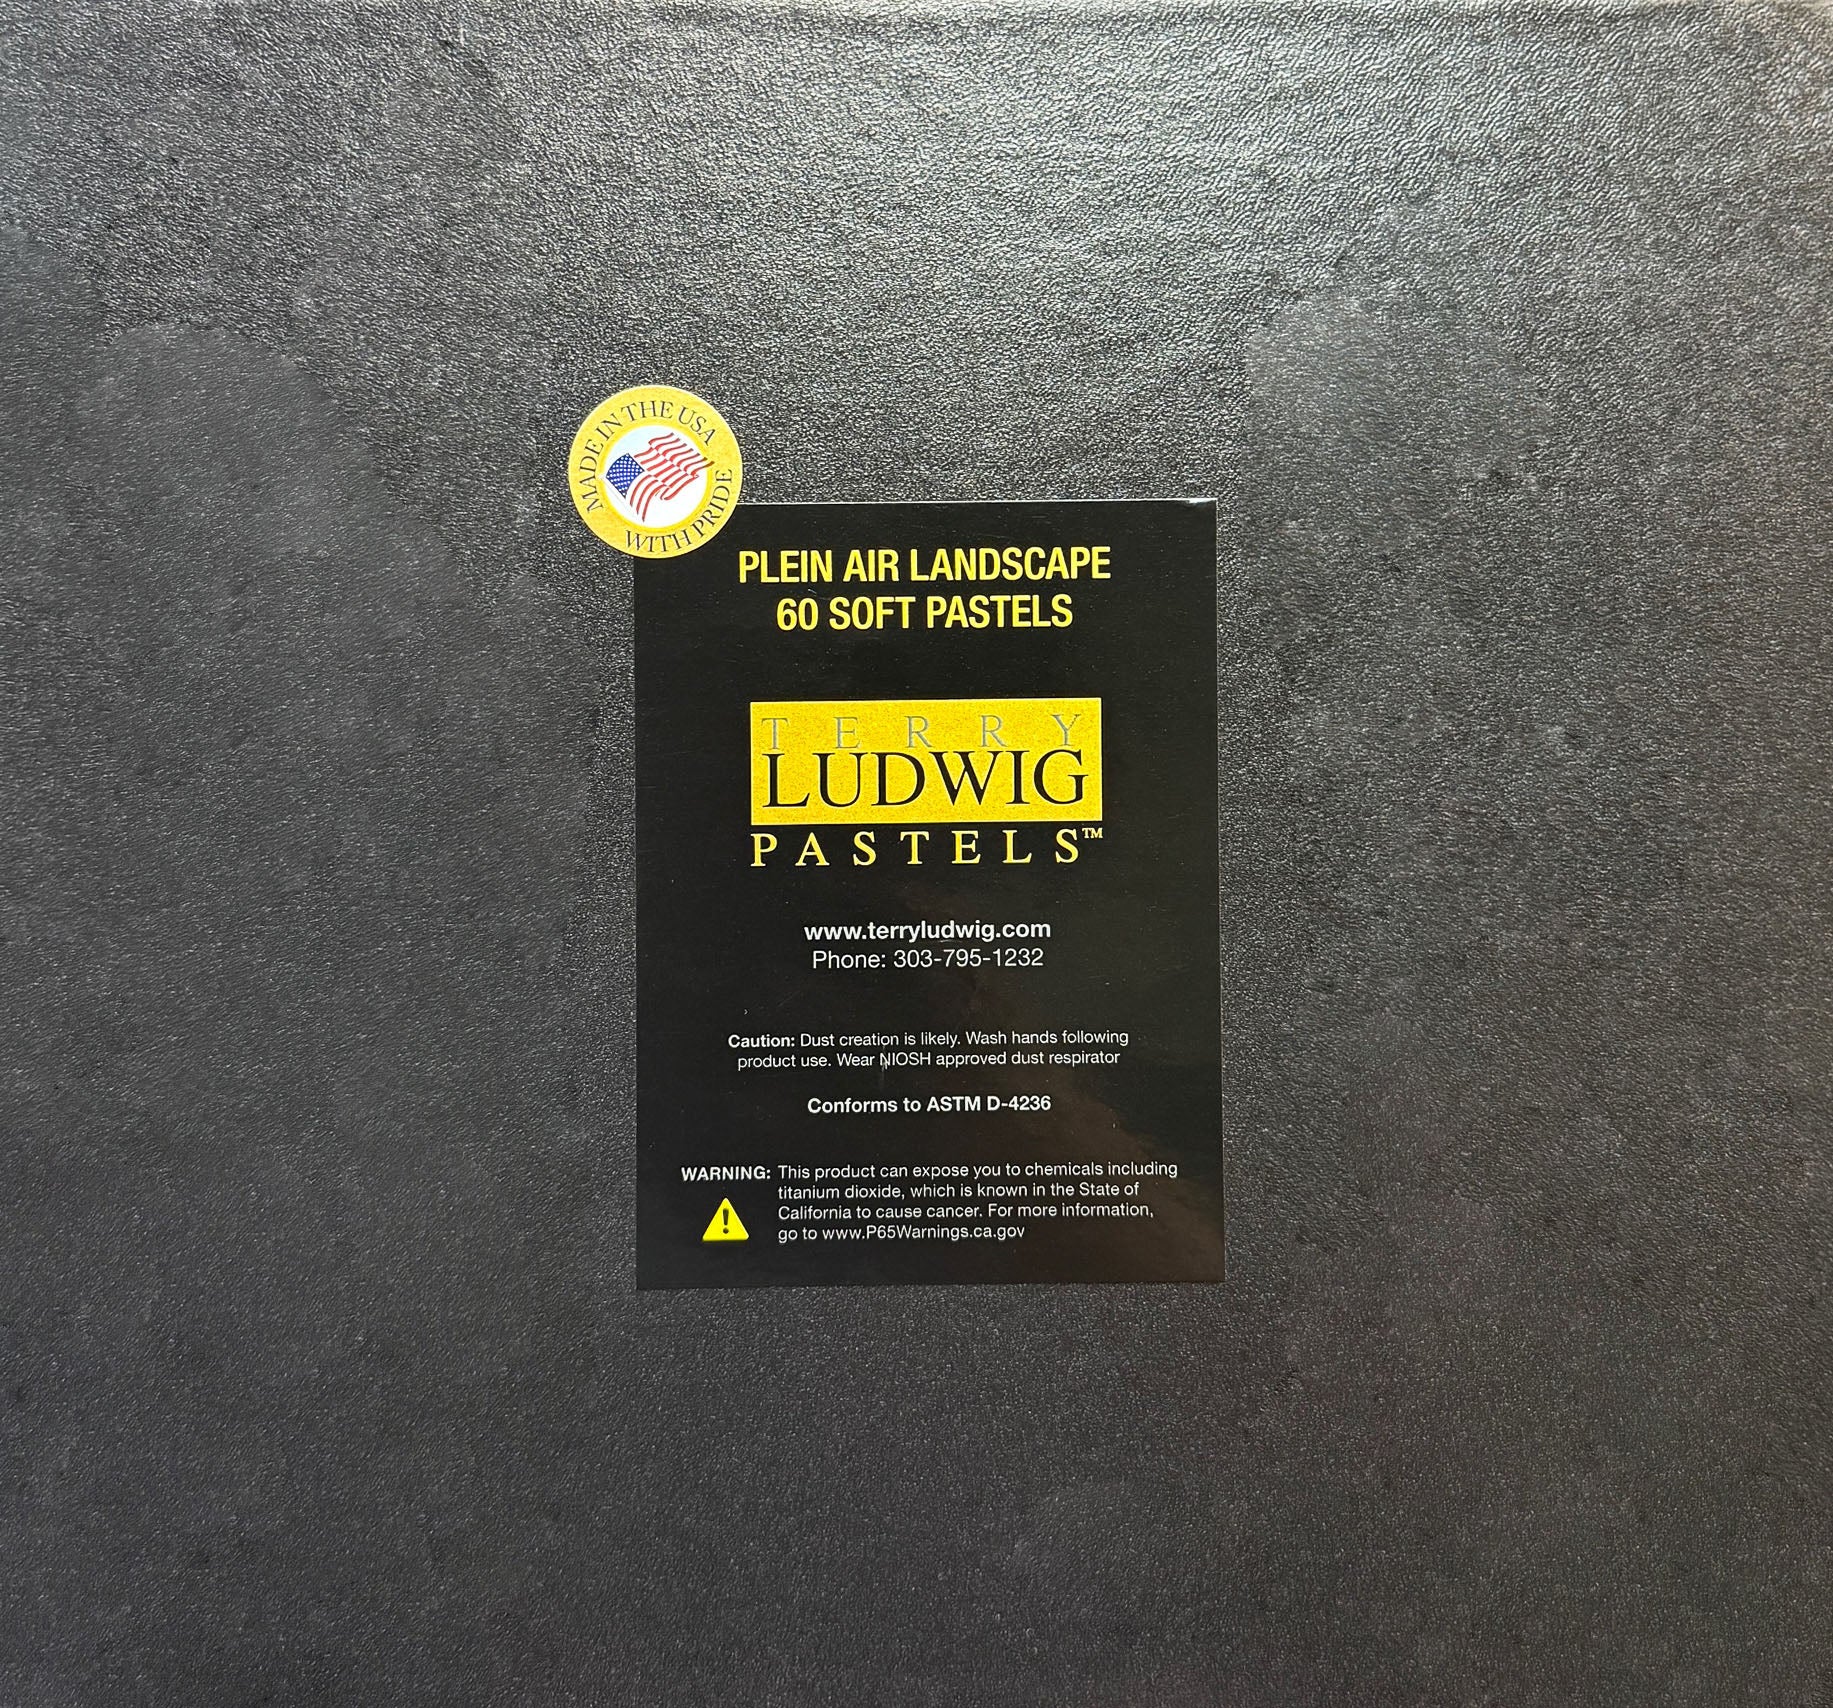 MADE IN THE USA
WITH PRIDE
PLEIN AIR LANDSCAPE
60 SOFT PASTELS
TERRY
LUDWIG
PASTELS™
www.terryludwig.com
Phone: 303-795-1232
Caution: Dust creation is likely. Wash hands following
product use. Wear NIOSH approved dust respirator
Conforms to ASTM D-4236
WARNING: This product can expose you to chemicals including
titanium dioxide, which is known in the State of
California to cause cancer. For more information,
go to www.P65Warnings.ca.gov